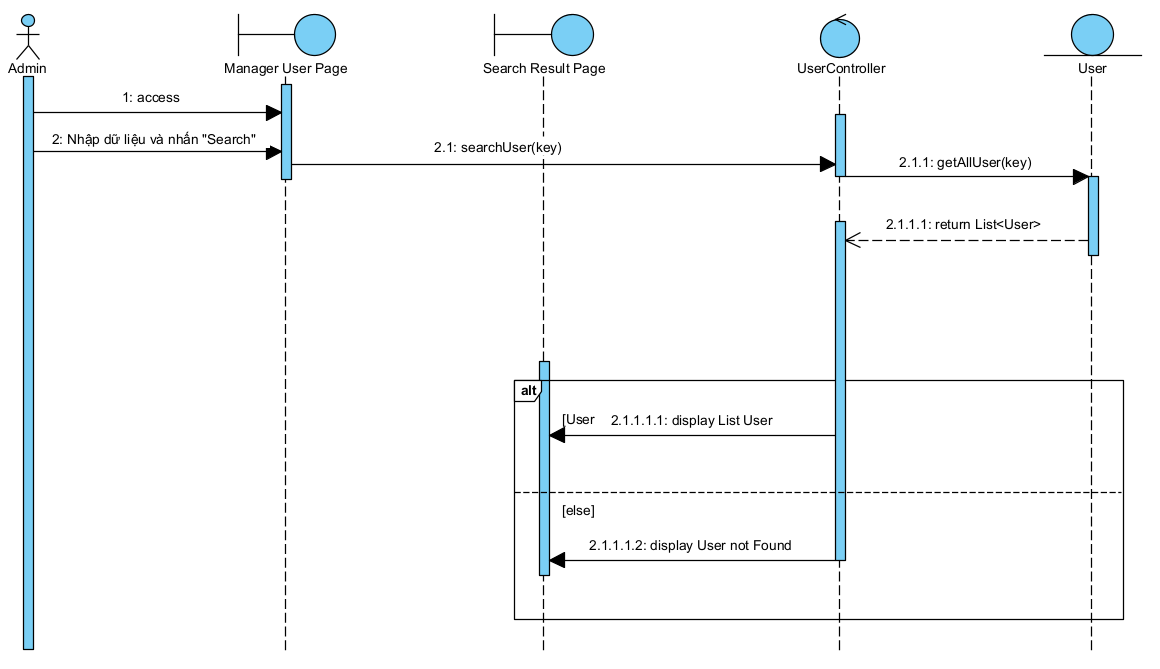 Admin
Manager User Page
Search Result Page
UserController
User
1: access
2: Nhập dữ liệu và nhấn "Search"
2.1: searchUser(key)
2.1.1: getAllUser(key)
2.1.1.1: return List<User>
alt
[User
2.1.1.1.1: display List User
[else]
2.1.1.1.2: display User not Found